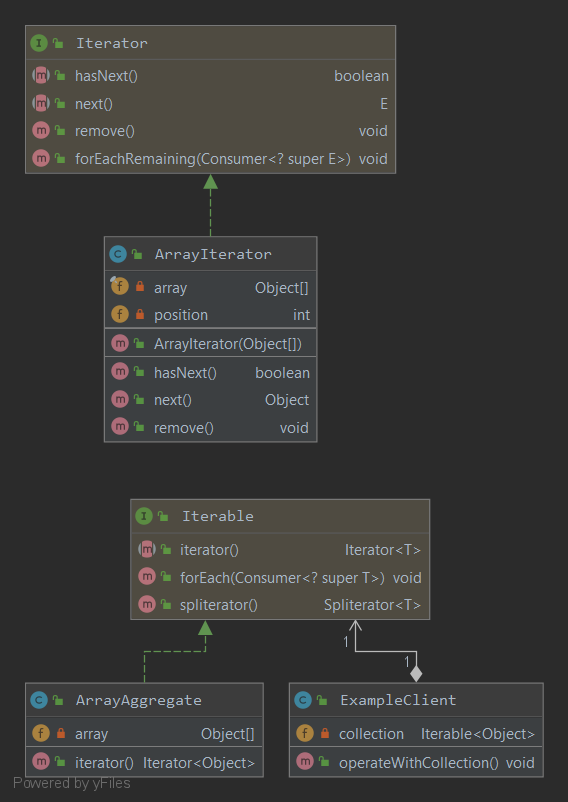 I Iterator
m hasNext() boolean
m next() E
m remove() void
m forEachRemaining(Consumer<? super E>) void
C ArrayIterator
f array Object[]
f position int
m ArrayIterator(Object[])
m hasNext() boolean
m next() Object
m remove() void
I Iterable
m iterator() Iterator<T>
m forEach(Consumer<? super T>) void
m spliterator() Spliterator<T>
1
1
C ArrayAggregate
f array Object[]
m iterator() Iterator<Object>
C ExampleClient
f collection Iterable<Object>
m operateWithCollection() void
Powered by yFiles